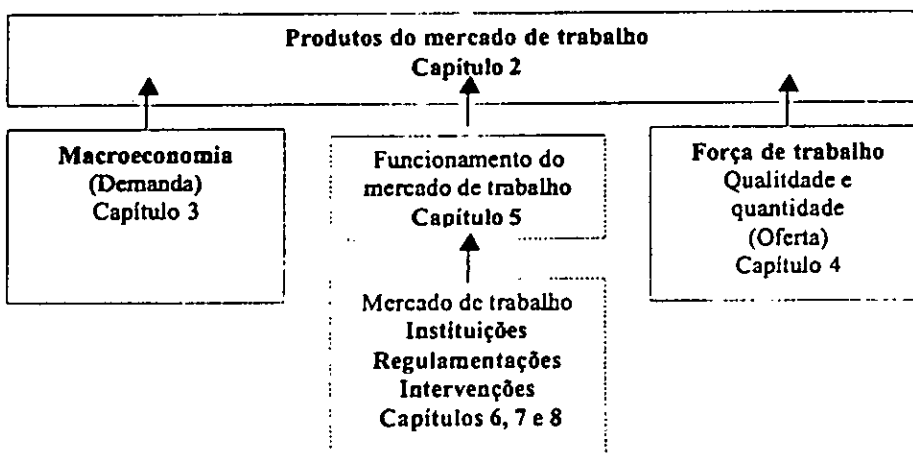 Produtos do mercado de trabalho
Capítulo 2
Macroeconomia
(Demanda)
Capítulo 3
Funcionamento do
mercado de trabalho
Capítulo 5
Força de trabalho
Qualitdade e
quantidade
(Oferta)
Capítulo 4
Mercado de trabalho
Instituições
Regulamentações
Intervenções
Capítulos 6, 7 e 8